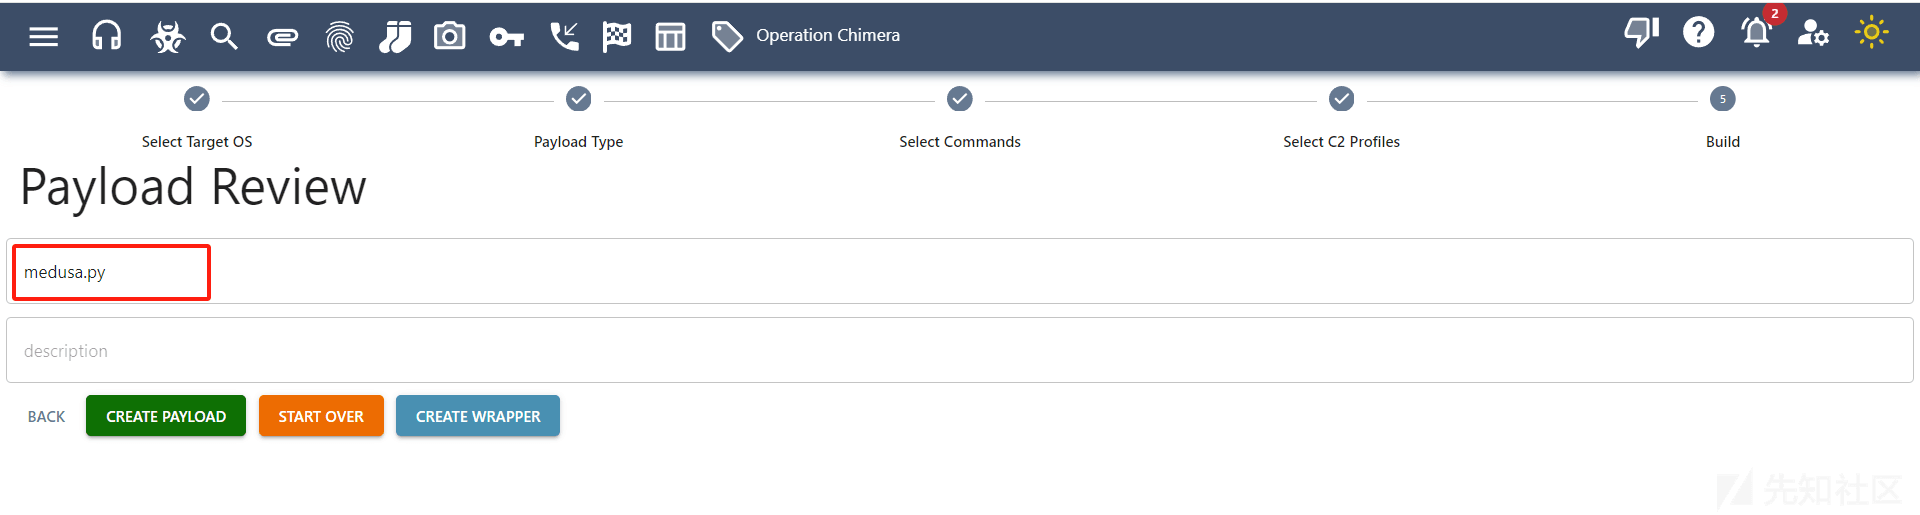 2
Operation Chimera
5
Select Target OS
Payload Type
Select Commands
Select C2 Profiles
Build
Payload Review
medusa.py
description
BACK
CREATE PAYLOAD
START OVER
CREATE WRAPPER
先知社区